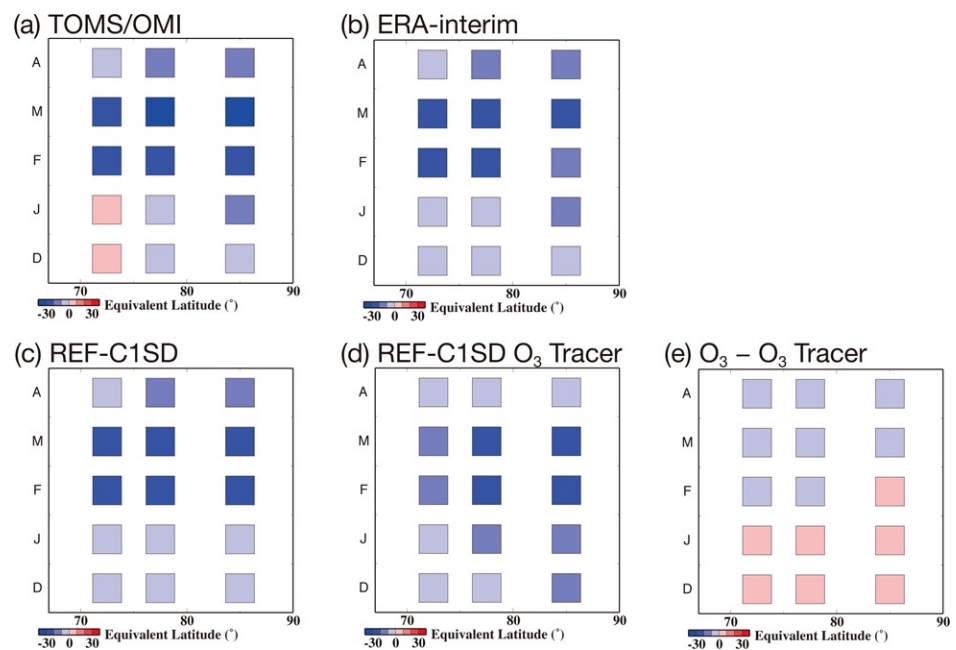 (a) TOMS/OMI
A
M
F
J
D
70 80 90
-30 0 30 Equivalent Latitude (°)
(b) ERA-interim
A
M
F
J
D
70 80 90
-30 0 30 Equivalent Latitude (°)
(c) REF-C1SD
A
M
F
J
D
70 80 90
-30 0 30 Equivalent Latitude (°)
(d) REF-C1SD O₃ Tracer
A
M
F
J
D
70 80 90
-30 0 30 Equivalent Latitude (°)
(e) O₃ – O₃ Tracer
A
M
F
J
D
70 80 90
-30 0 30 Equivalent Latitude (°)